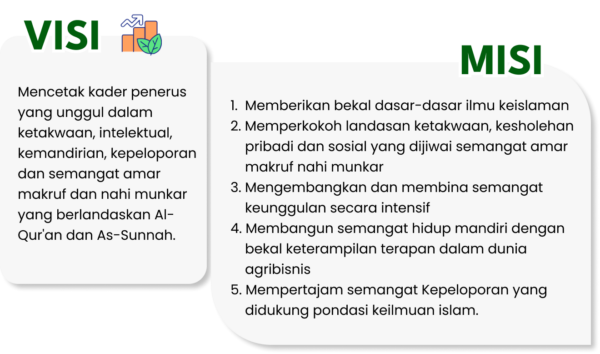 VISI
Mencetak kader penerus
yang unggul dalam
ketakwaan, intelektual,
kemandirian, kepeloporan
dan semangat amar
makruf dan nahi munkar
yang berlandaskan Al-
Qur'an dan As-Sunnah.
MISI
1. Memberikan bekal dasar-dasar ilmu keislaman
2. Memperkokoh landasan ketakwaan, kesholehan
pribadi dan sosial yang dijiwai semangat amar
makruf nahi munkar
3. Mengembangkan dan membina semangat
keunggulan secara intensif
4. Membangun semangat hidup mandiri dengan
bekal keterampilan terapan dalam dunia
agribisnis
5. Mempertajam semangat Kepeloporan yang
didukung pondasi keilmuan islam.